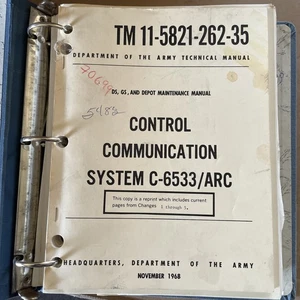 TM 11-5821-262-35
DEPARTMENT OF THE ARMY TECHNICAL MANUAL
DS, GS, AND DEPOT MAINTENANCE MANUAL
5482
CONTROL
COMMUNICATION
SYSTEM C-6533/ARC
This copy is a reprint which includes current
pages from Changes 1 through 5.
HEADQUARTERS, DEPARTMENT OF THE ARMY
NOVEMBER 1968